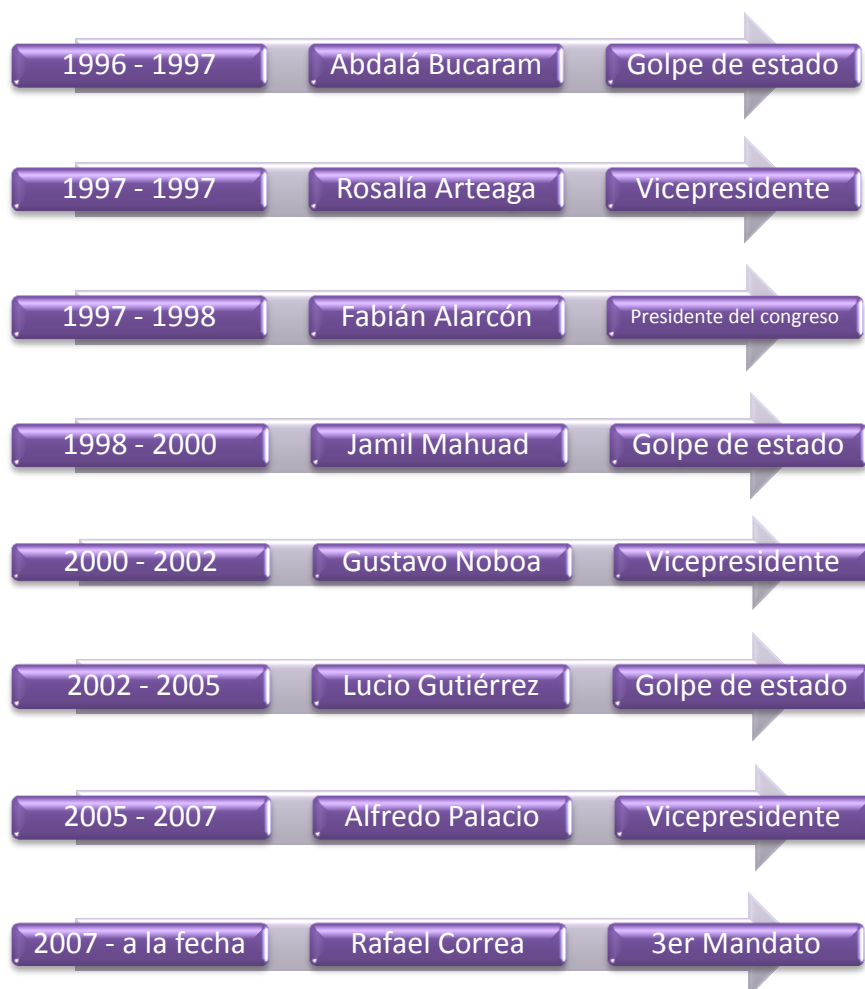 1996 - 1997 Abdalá Bucaram Golpe de estado
1997 - 1997 Rosalía Arteaga Vicepresidente
1997 - 1998 Fabián Alarcón Presidente del congreso
1998 - 2000 Jamil Mahuad Golpe de estado
2000 - 2002 Gustavo Noboa Vicepresidente
2002 - 2005 Lucio Gutiérrez Golpe de estado
2005 - 2007 Alfredo Palacio Vicepresidente
2007 - a la fecha Rafael Correa 3er Mandato